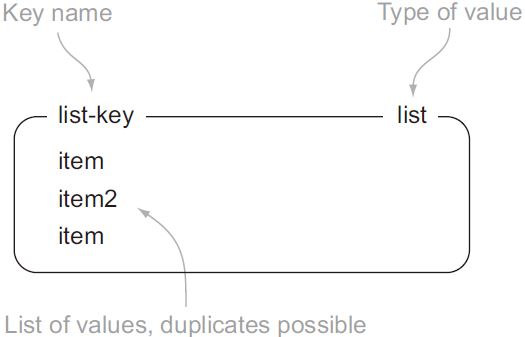 Key name
Type of value
list-key
list
item
item2
item
List of values, duplicates possible